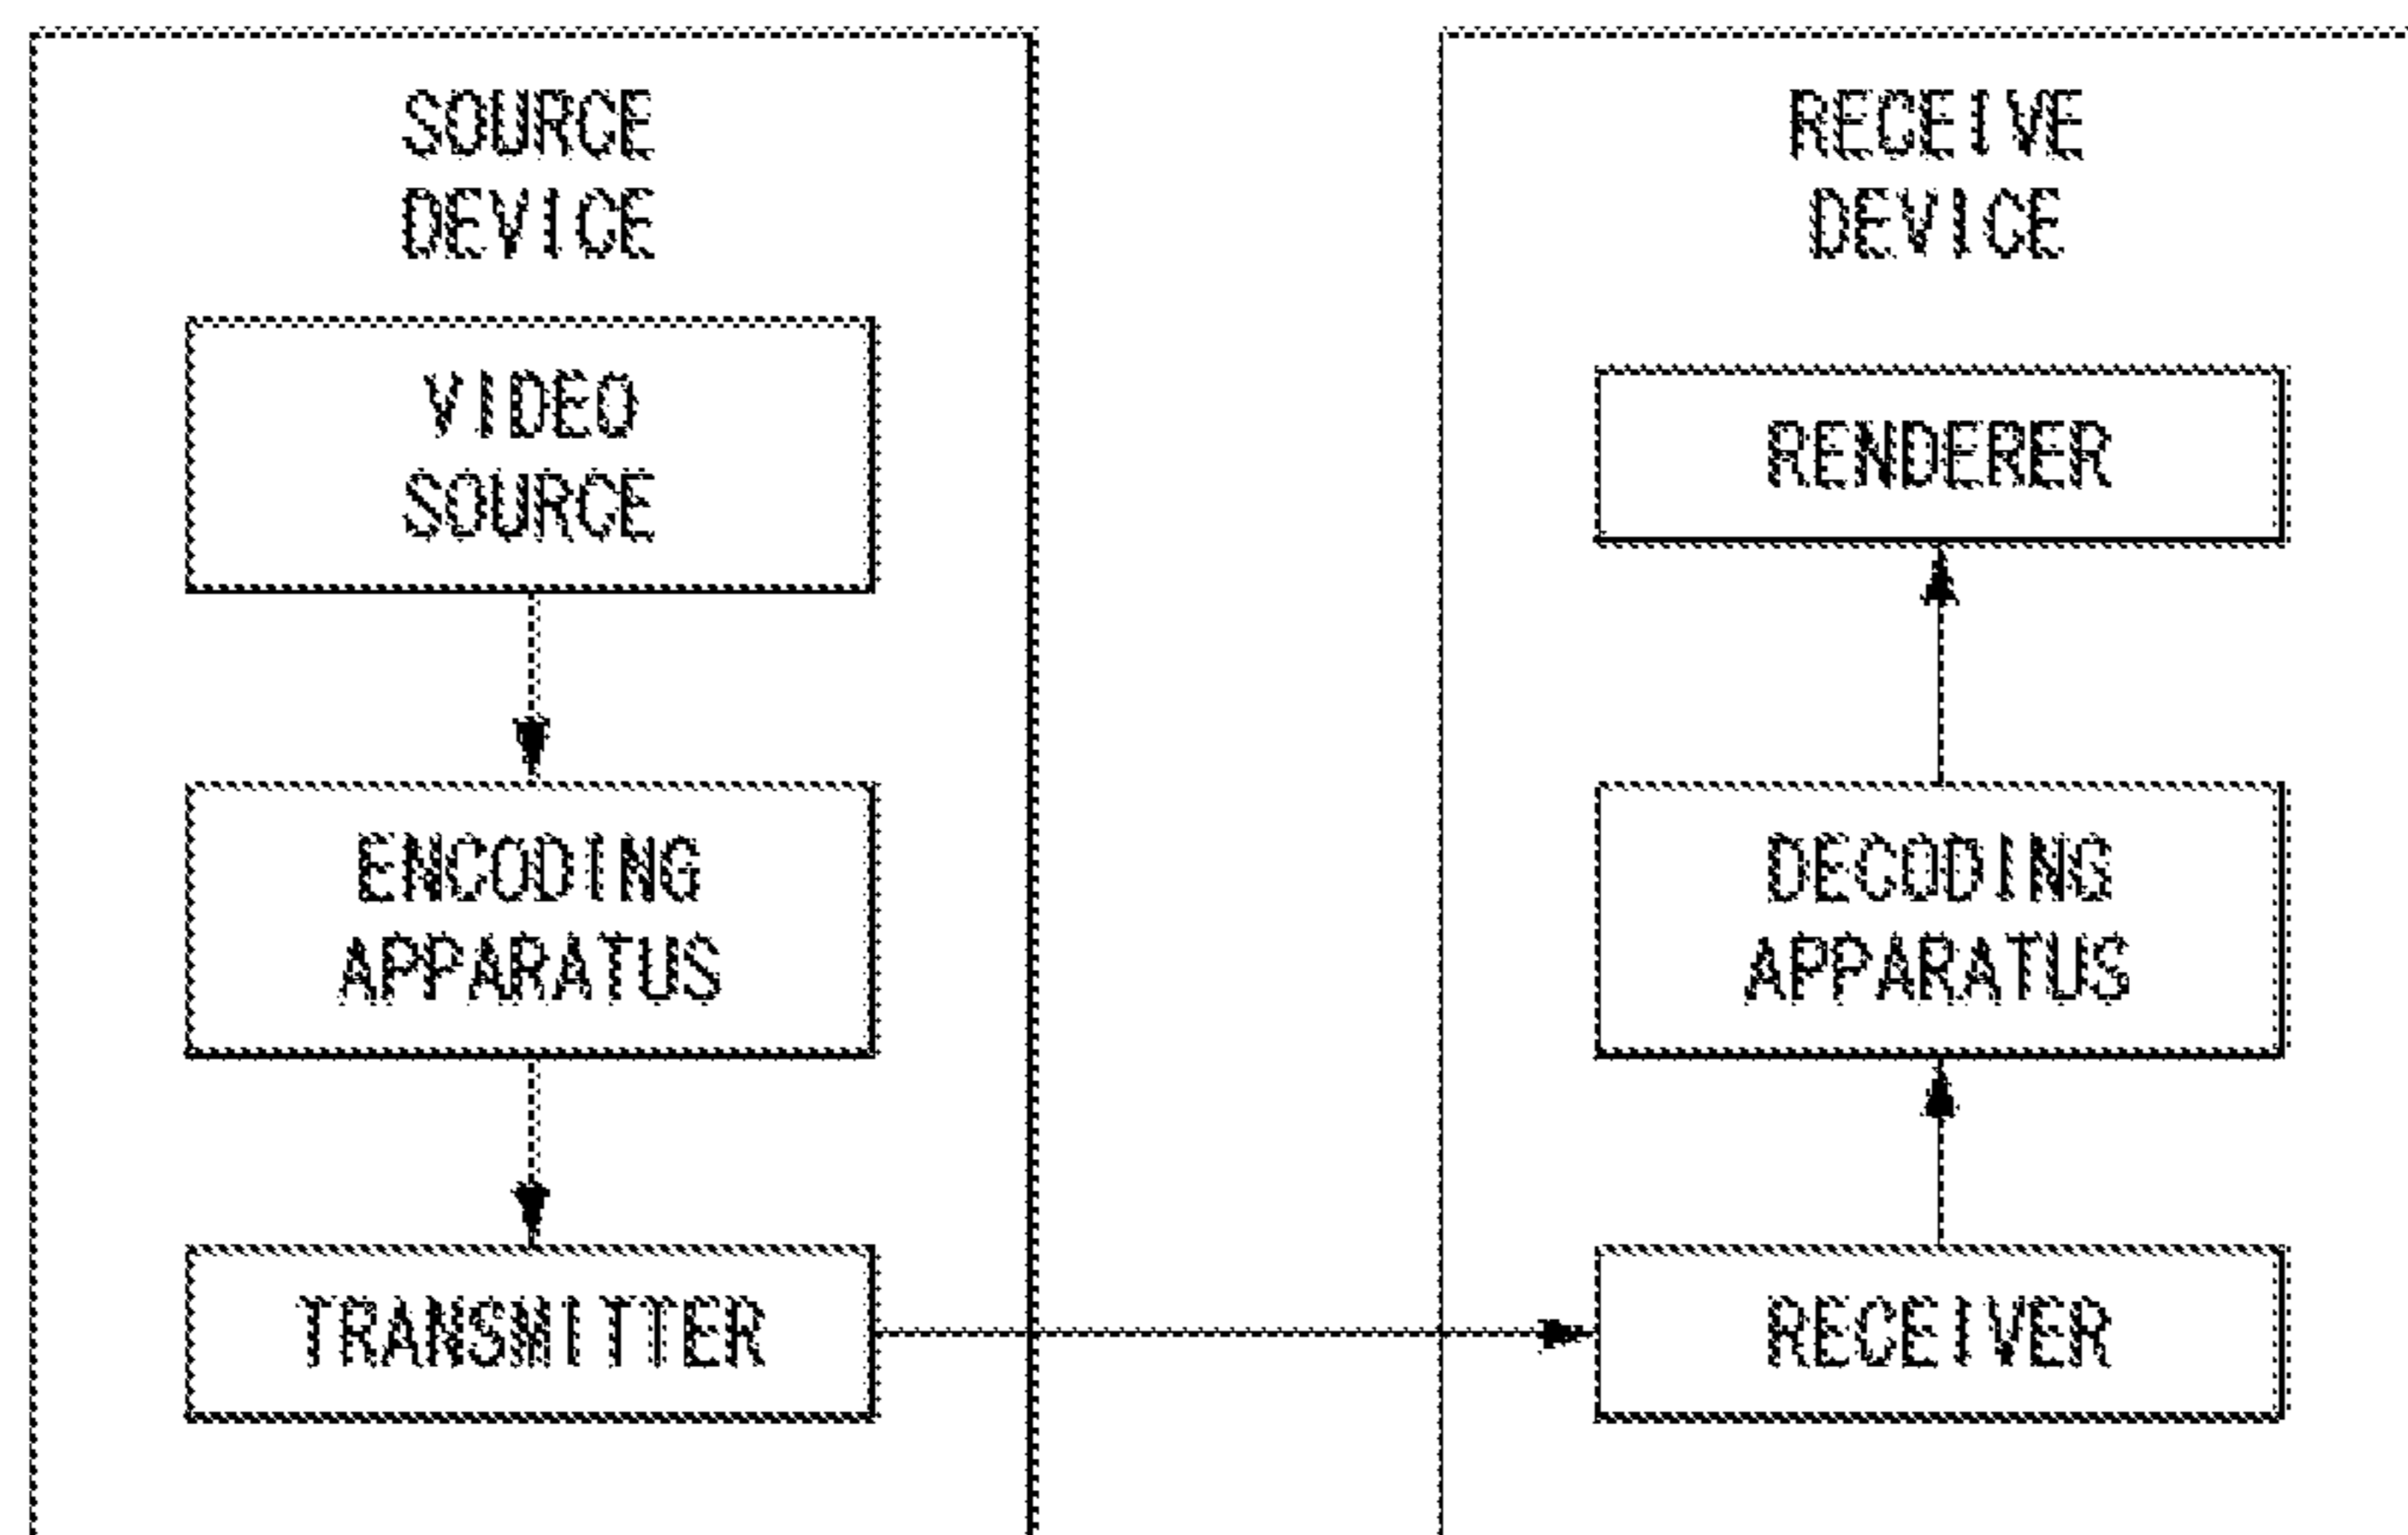 SOURCE
DEVICE
VIDEO
SOURCE
ENCODING
APPARATUS
TRANSMITTER
RECEIVE
DEVICE
RENDERER
DECODING
APPARATUS
RECEIVER